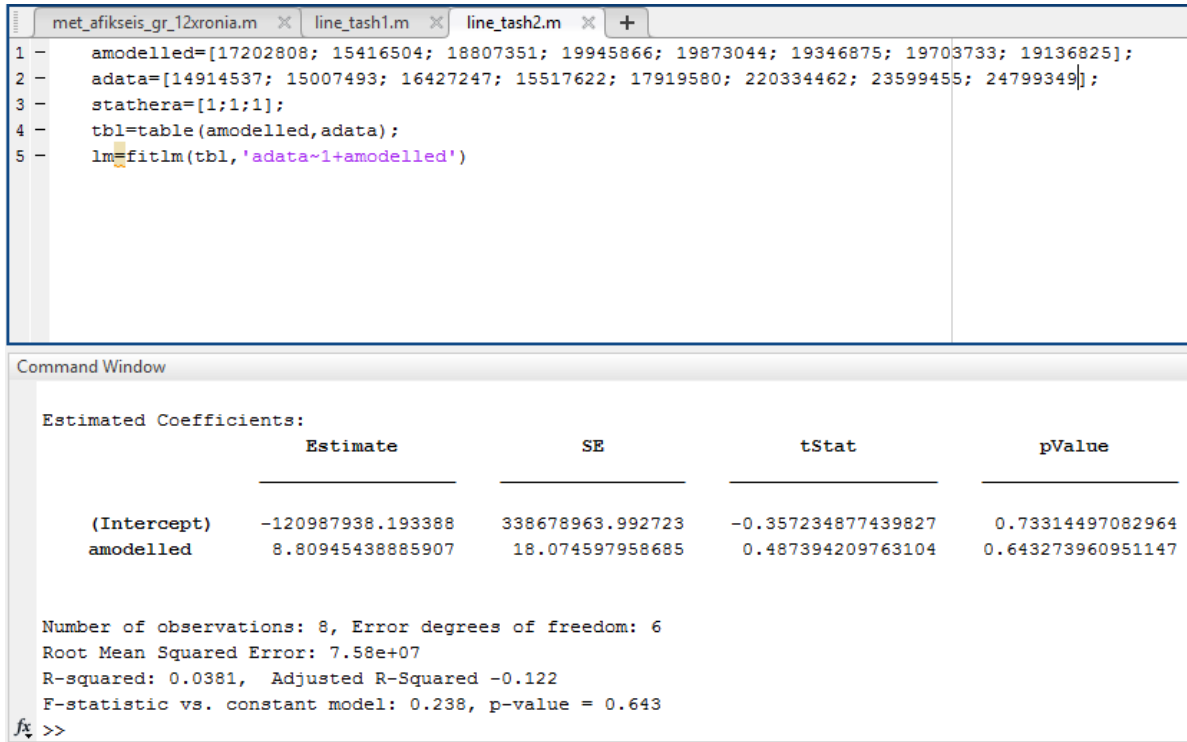 met_afikseis_gr_12xronia.m × line_tash1.m × line_tash2.m × +
1 - amodelled=[17202808; 15416504; 18807351; 19945866; 19873044; 19346875; 19703733; 19136825];
2 - adata=[14914537; 15007493; 16427247; 15517622; 17919580; 220334462; 23599455; 24799349];
3 - stathera=[1;1;1];
4 - tbl=table(amodelled,adata);
5 - lm=fitlm(tbl,'adata~1+amodelled')
Command Window
Estimated Coefficients:
Estimate SE tStat pValue
(Intercept) -120987938.193388 338678963.992723 -0.357234877439827 0.73314497082964
amodelled 8.80945438885907 18.074597958685 0.487394209763104 0.643273960951147
Number of observations: 8, Error degrees of freedom: 6
Root Mean Squared Error: 7.58e+07
R-squared: 0.0381, Adjusted R-Squared -0.122
F-statistic vs. constant model: 0.238, p-value = 0.643
fx >>